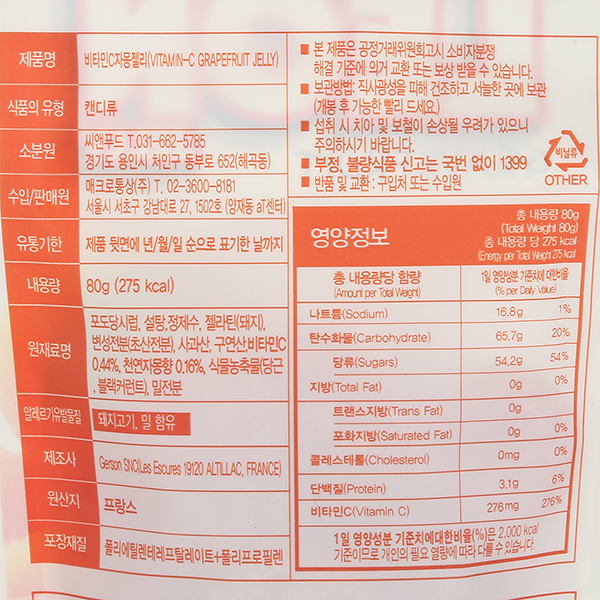 제품명
비타민C자몽젤리(VITAMIN-C GRAPEFRUIT JELLY)
식품의 유형
캔디류
소분원
씨앤푸드 T.031-662-5785
경기도 용인시 처인구 동부로 652(해곡동)
수입/판매원
매크로통상(주) T. 02-3600-8181
서울시 서초구 강남대로 27, 1502호 (양재동 aT센터)
유통기한
제품 뒷면에 년/월/일 순으로 표기한 날까지
내용량
80g (275 kcal)
원재료명
포도당시럽, 설탕,정제수, 젤라틴(돼지),
변성전분(초산전분), 사과산, 구연산,비타민C
0.44%, 천연자몽향 0.16%, 식물농축물(당근
, 블랙커런트), 밀전분
알레르기유발물질
돼지고기, 밀 함유
제조사
Gerson SNC(Les Escures 19120 ALTILLAC, FRANCE)
원산지
프랑스
포장재질
폴리에틸렌테레프탈레이트+폴리프로필렌
■ 본 제품은 공정거래위원회고시 소비자분쟁
해결 기준에 의거 교환 또는 보상 받을 수 있습니다.
■ 보관방법: 직사광선을 피해 건조하고 서늘한 곳에 보관
(개봉 후 가능한 빨리 드세요.)
■ 섭취 시 치아 및 보철이 손상될 우려가 있으니
주의하시기 바랍니다.
■ 부정, 불량식품 신고는 국번 없이 1399
■ 반품 및 교환 : 구입처 또는 수입원
비닐류
OTHER
영양정보
총 내용량 80g
(Total Weight 80g)
총 내용량 당 275 kcal
(Energy per Total Weight 275 kcal)
총 내용량당 함량
(Amount per Total Weight)
1일 영양성분 기준치에 대한비율
(% per Daily Value)
나트륨(Sodium) 16.8g 1%
탄수화물(Carbohydrate) 65.7g 20%
당류(Sugars) 54.2g 54%
지방(Total Fat) 0g 0%
트랜스지방(Trans Fat) 0g
포화지방(Saturated Fat) 0g 0%
콜레스테롤(Cholesterol) 0mg 0%
단백질(Protein) 3.1g 6%
비타민C(Vitamin C) 276mg 276%
1일 영양성분 기준치에대한비율(%)은 2,000 kcal
기준이므로 개인의 필요 열량에 따라 다를 수 있습니다.